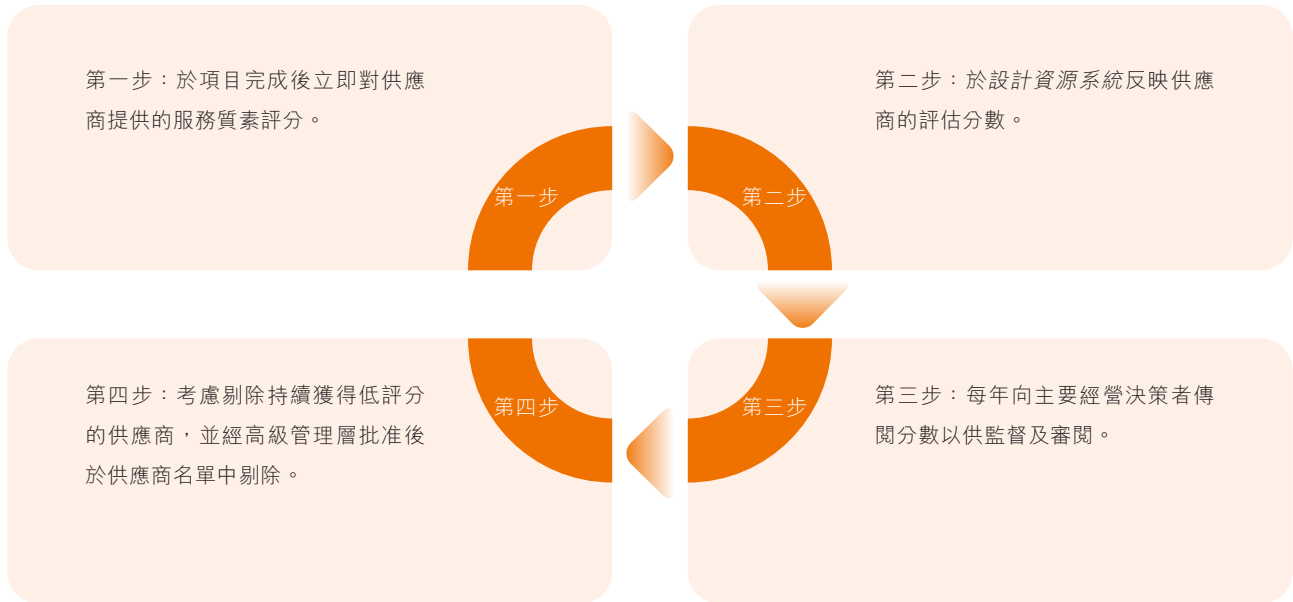 第一步：於項目完成後立即對供應
商提供的服務質素評分。
第一步
第二步：於設計資源系統反映供應
商的評估分數。
第二步
第四步：考慮剔除持續獲得低評分
的供應商，並經高級管理層批准後
於供應商名單中剔除。
第四步
第三步：每年向主要經營決策者傳
閱分數以供監督及審閱。
第三步